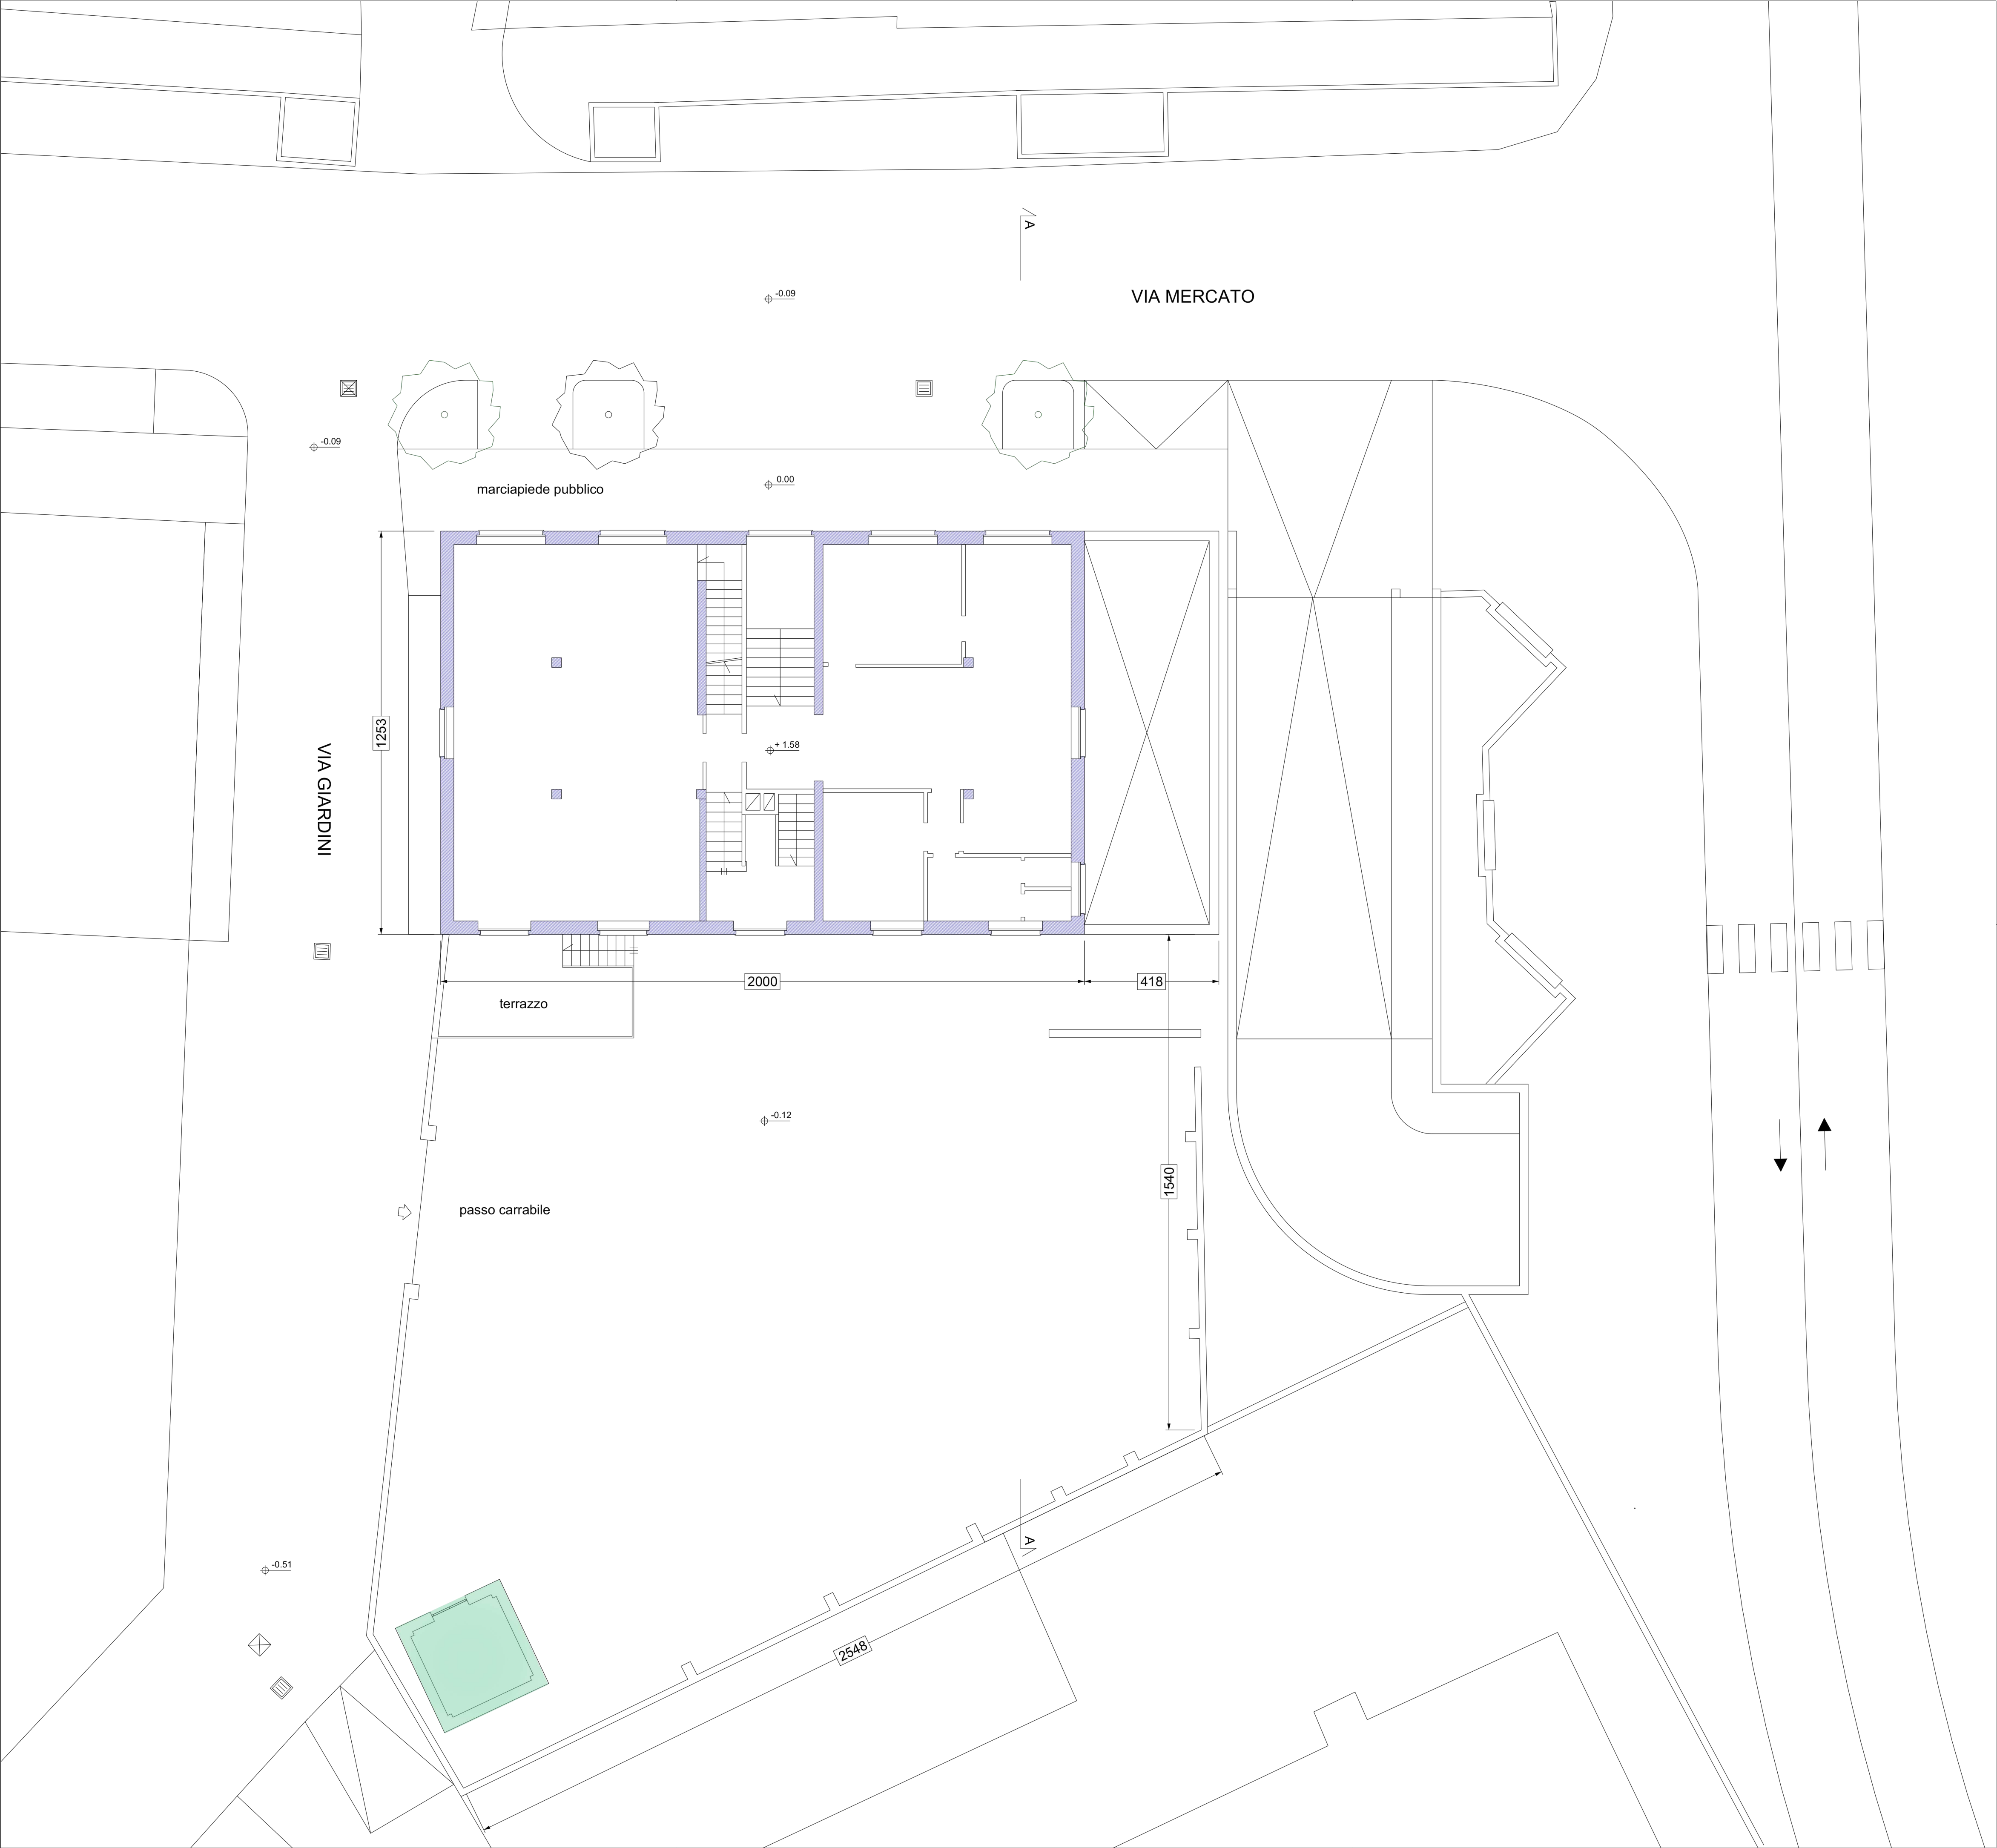 A
-0.09
VIA MERCATO
-0.09
0.00
marciapiede pubblico
1253
VIA GIARDINI
+ 1.58
2000
418
terrazzo
-0.12
1540
passo carrabile
A
-0.51
2548